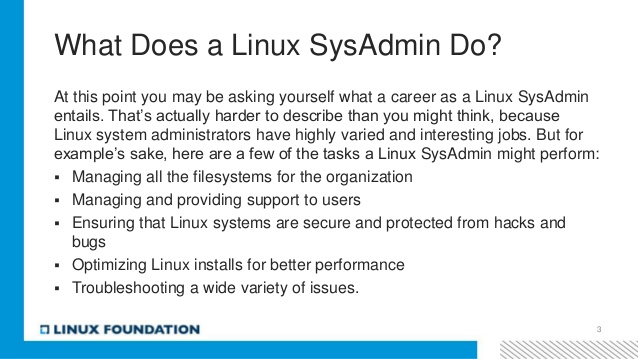 What Does a Linux SysAdmin Do?
At this point you may be asking yourself what a career as a Linux SysAdmin
entails. That’s actually harder to describe than you might think, because
Linux system administrators have highly varied and interesting jobs. But for
example’s sake, here are a few of the tasks a Linux SysAdmin might perform:
▪ Managing all the filesystems for the organization
▪ Managing and providing support to users
▪ Ensuring that Linux systems are secure and protected from hacks and
bugs
▪ Optimizing Linux installs for better performance
▪ Troubleshooting a wide variety of issues.
LINUX FOUNDATION
3